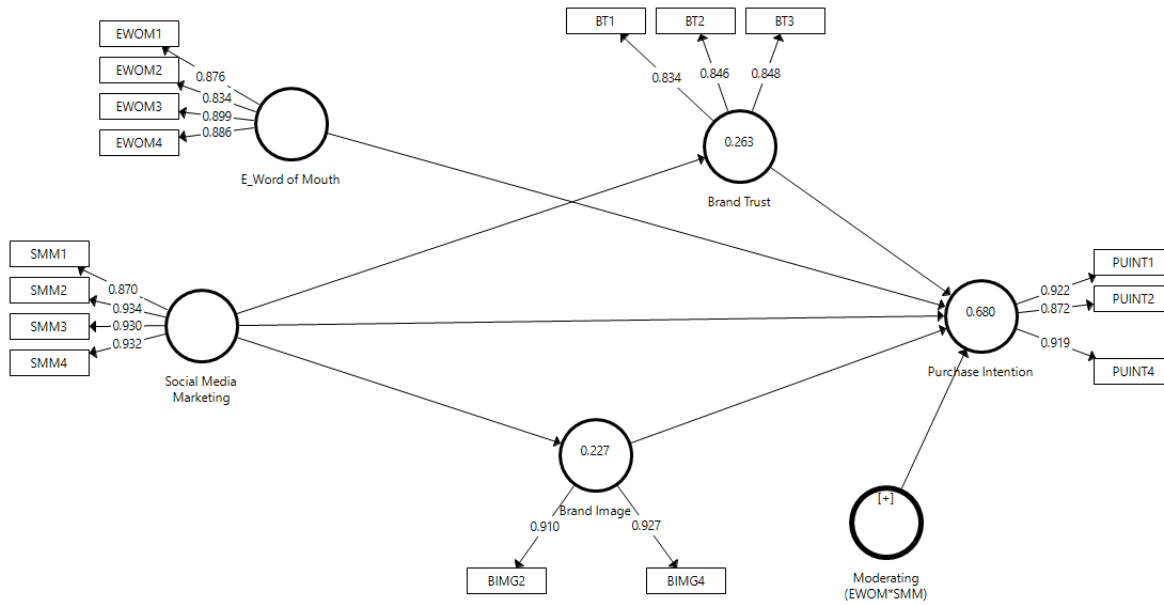 EWOM1
EWOM2
EWOM3
EWOM4
0.876
0.834
0.899
0.886
E_Word of Mouth
BT1
BT2
BT3
0.834
0.846
0.848
0.263
Brand Trust
SMM1
SMM2
SMM3
SMM4
0.870
0.934
0.930
0.932
Social Media
Marketing
PUINT1
PUINT2
PUINT4
0.922
0.872
0.919
0.680
Purchase Intention
0.227
Brand Image
0.910
0.927
BIMG2
BIMG4
[+]
Moderating
(EWOM*SMM)